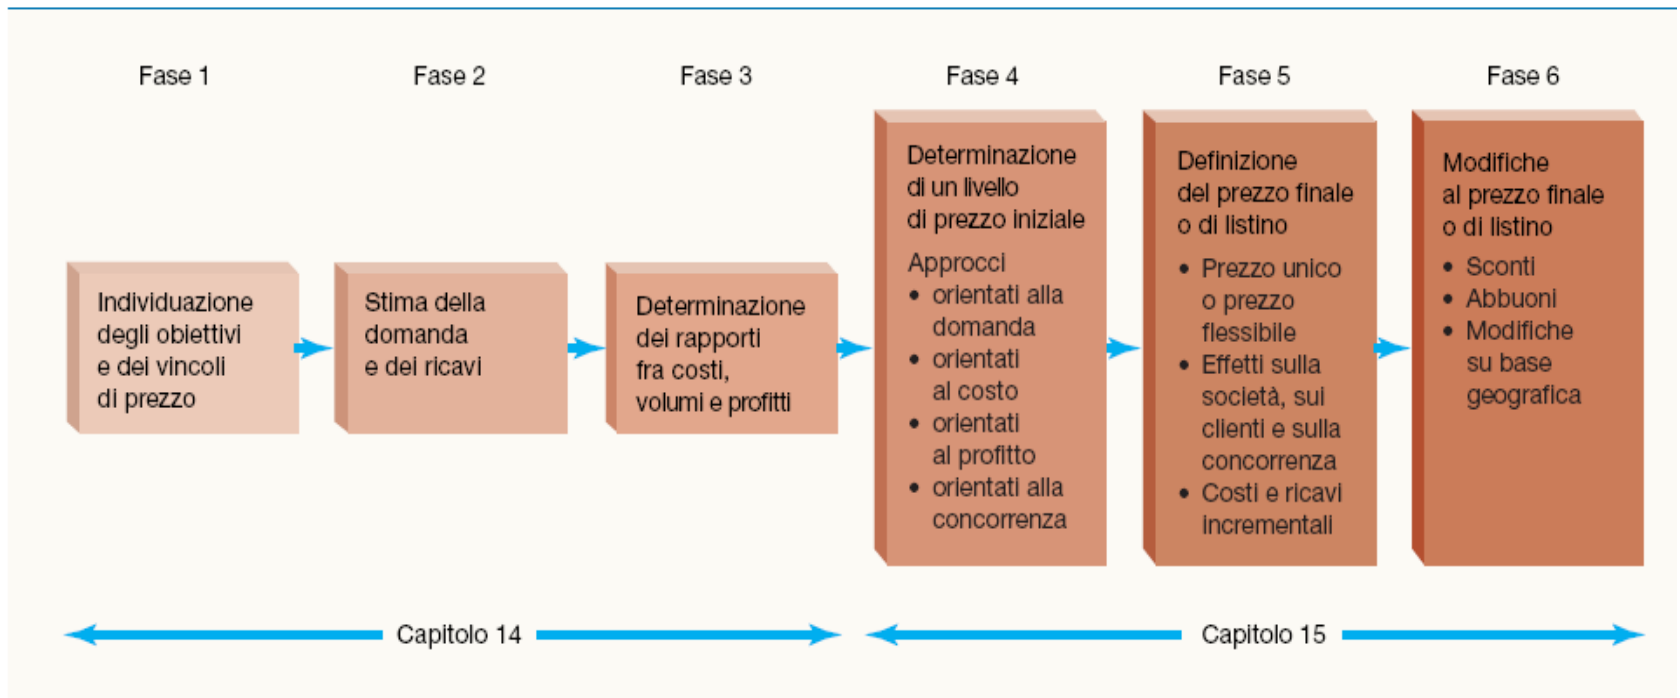 Fase 1
Fase 2
Fase 3
Fase 4
Fase 5
Fase 6
Individuazione
degli obiettivi
e dei vincoli
di prezzo
Stima della
domanda
e dei ricavi
Determinazione
dei rapporti
fra costi,
volumi e profitti
Determinazione
di un livello
di prezzo iniziale
Approcci
• orientati alla
domanda
• orientati
al costo
• orientati
al profitto
• orientati alla
concorrenza
Definizione
del prezzo finale
o di listino
• Prezzo unico
o prezzo
flessibile
• Effetti sulla
società, sui
clienti e sulla
concorrenza
• Costi e ricavi
incrementali
Modifiche
al prezzo finale
o di listino
• Sconti
• Abbuoni
• Modifiche
su base
geografica
Capitolo 14
Capitolo 15